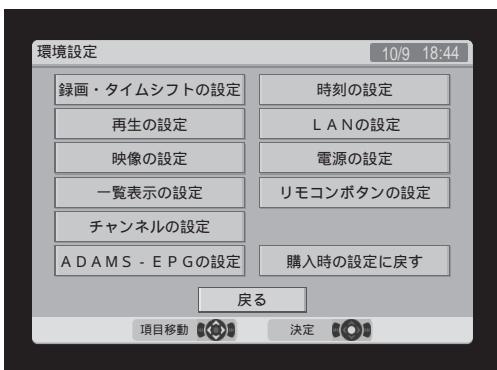 環境設定 10/9 18:44
録画・タイムシフトの設定 時刻の設定
再生の設定 ＬＡＮの設定
映像の設定 電源の設定
一覧表示の設定 リモコンボタンの設定
チャンネルの設定
ＡＤＡＭＳ‐ＥＰＧの設定 購入時の設定に戻す
戻る
項目移動 決定